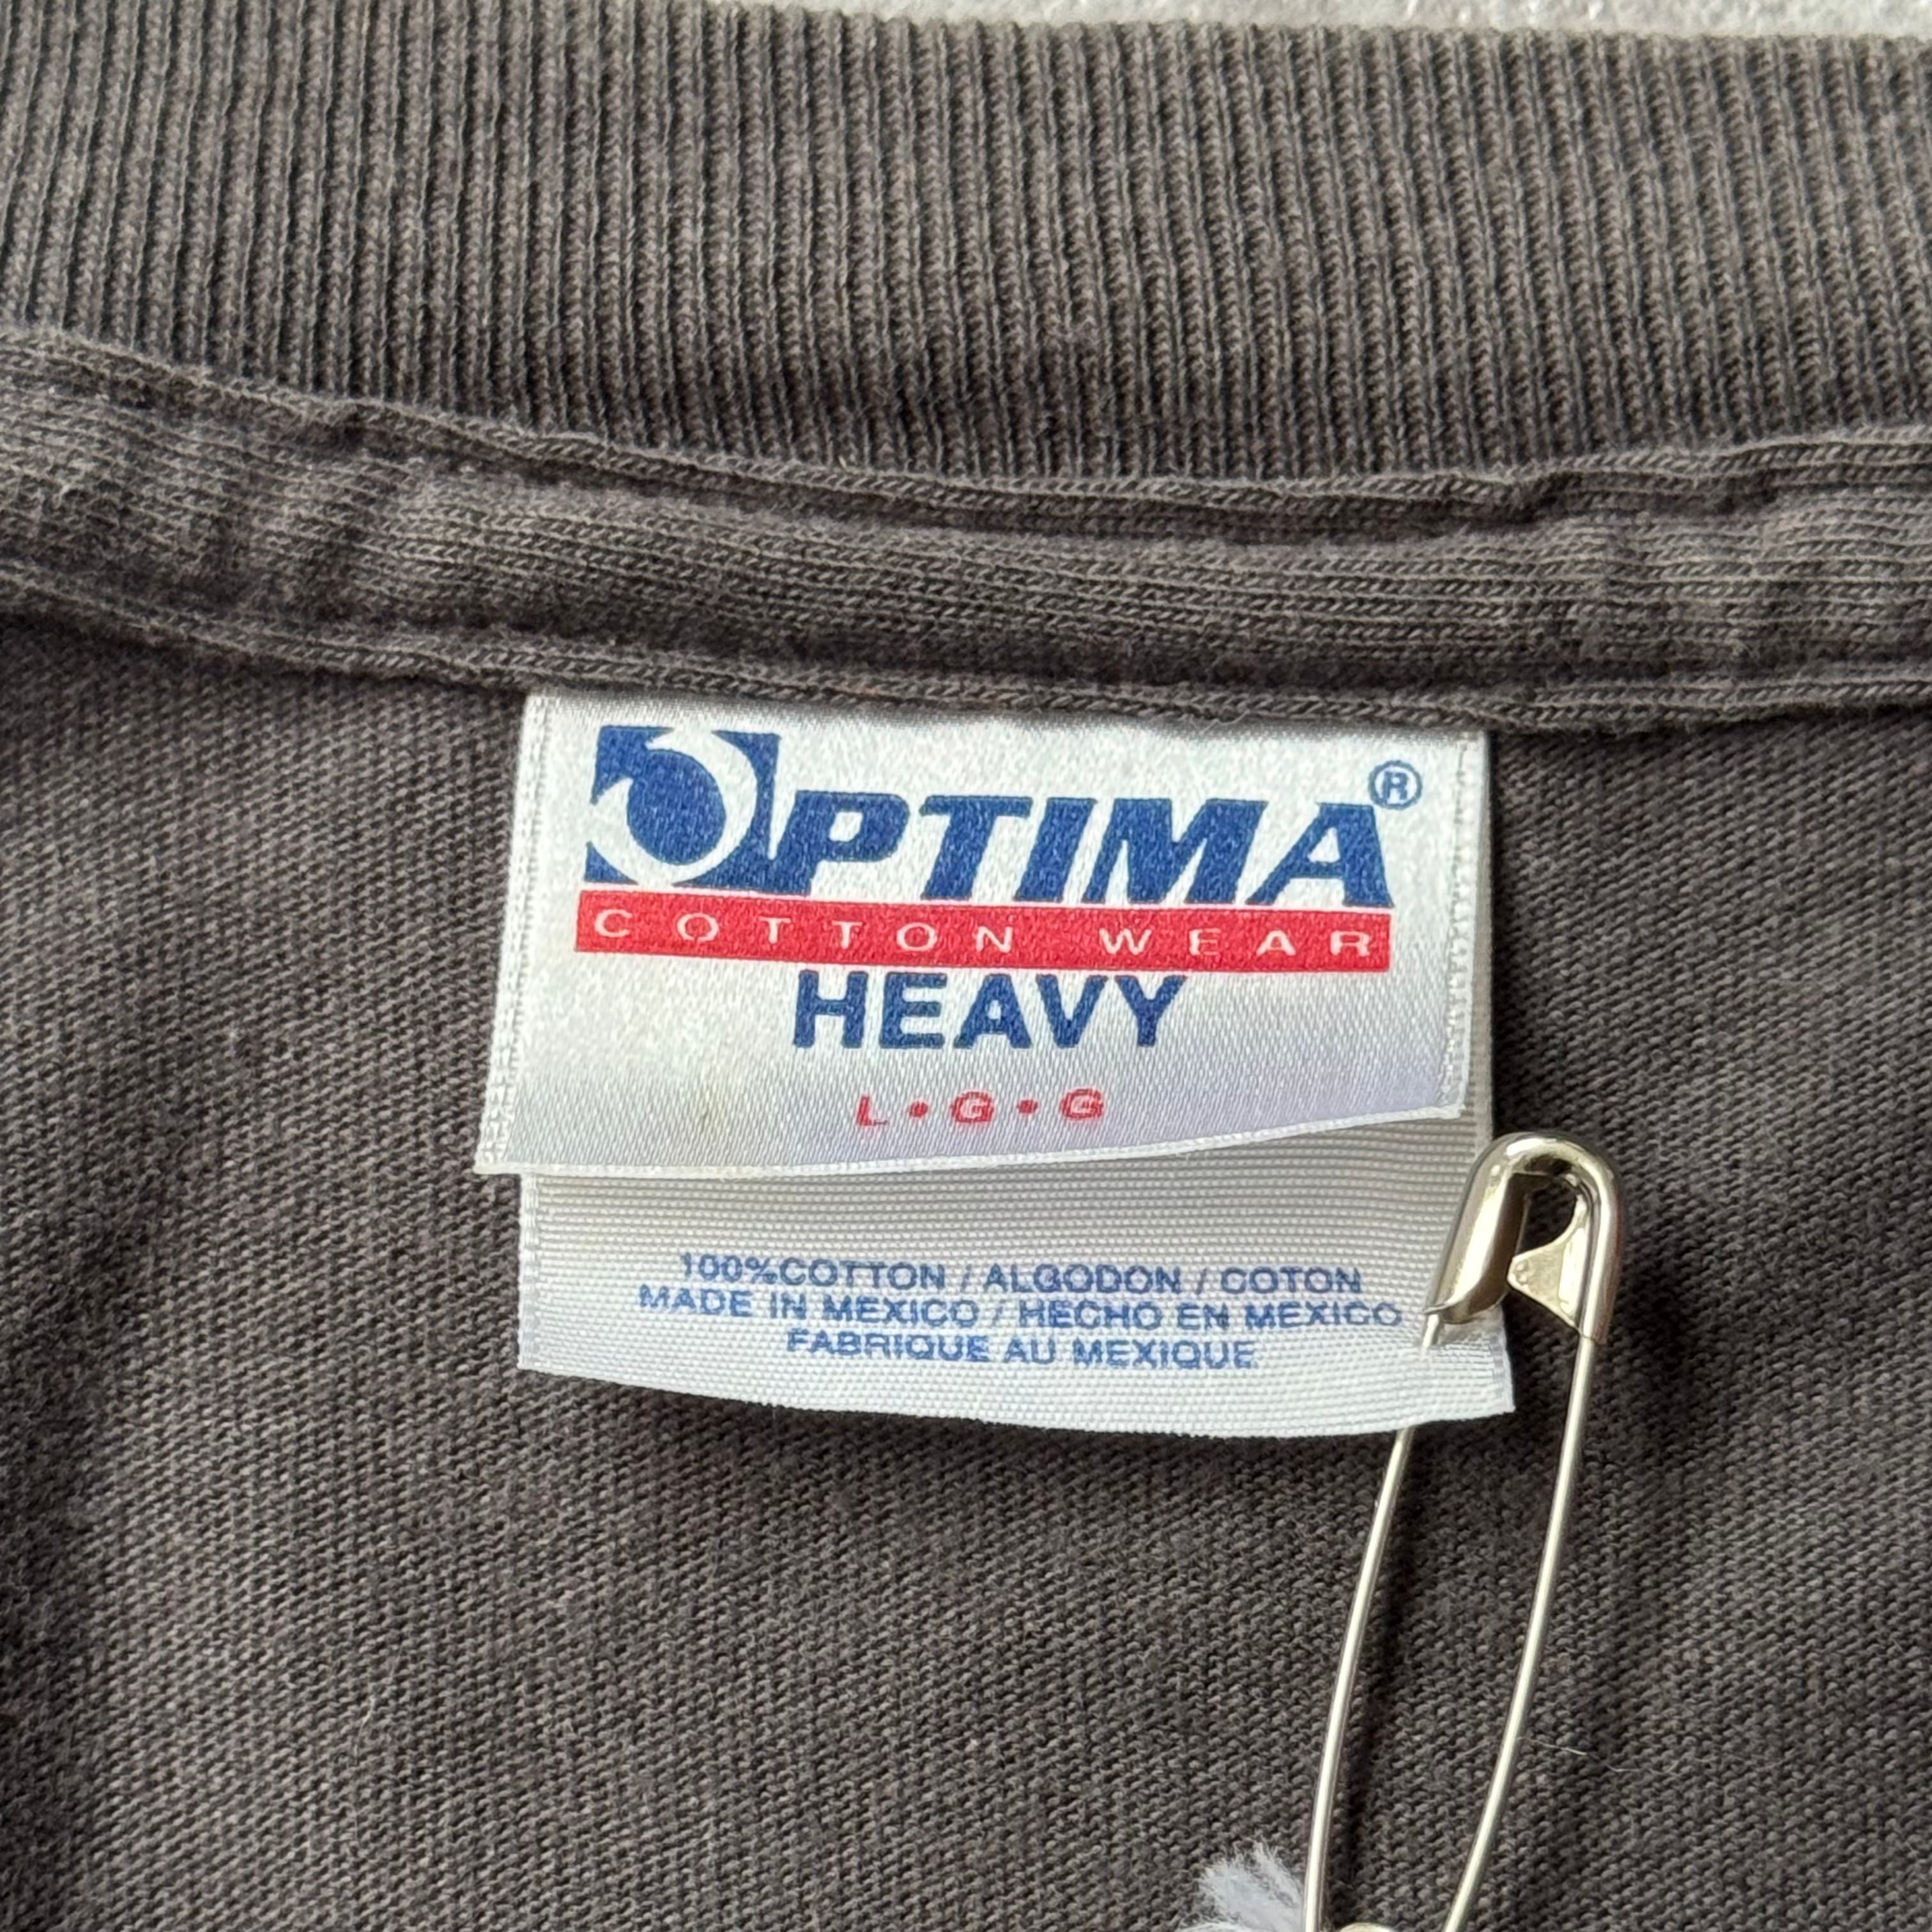 OPTIMA®
COTTON WEAR
HEAVY
L•G•G
100%COTTON / ALGODON / COTON
MADE IN MEXICO / HECHO EN MEXICO
FABRIQUE AU MEXIQUE